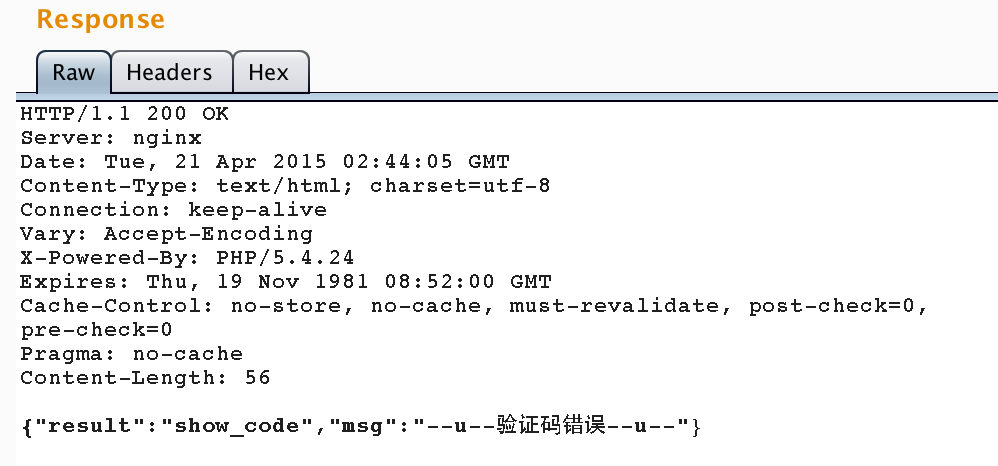 Response
Raw Headers Hex
HTTP/1.1 200 OK
Server: nginx
Date: Tue, 21 Apr 2015 02:44:05 GMT
Content-Type: text/html; charset=utf-8
Connection: keep-alive
Vary: Accept-Encoding
X-Powered-By: PHP/5.4.24
Expires: Thu, 19 Nov 1981 08:52:00 GMT
Cache-Control: no-store, no-cache, must-revalidate, post-check=0,
pre-check=0
Pragma: no-cache
Content-Length: 56
{"result":"show_code","msg":"--u--验证码错误--u--"}